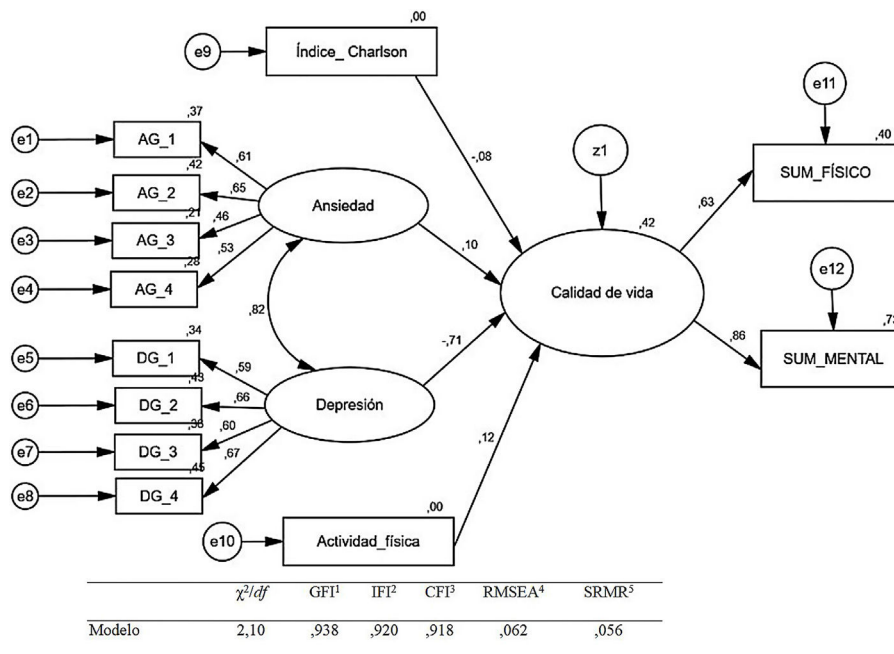 ,00
e9
Índice_ Charlson
e11
,37
e1
AG_1
,61
z1
,40
-,08
SUM_FÍSICO
,42
e2
AG_2
,65
Ansiedad
,63
,21
,46
,42
e3
AG_3
,10
,53
,28
e12
e4
AG_4
Calidad de vida
,82
,34
,86
e5
DG_1
,59
-,71
SUM_MENTAL
,43
e6
DG_2
,66
Depresión
,60
e7
DG_3
,67
,12
,45
e8
DG_4
,00
e10
Actividad_física
χ²/df GFI¹ IFI² CFI³ RMSEA⁴ SRMR⁵
Modelo 2,10 ,938 ,920 ,918 ,062 ,056